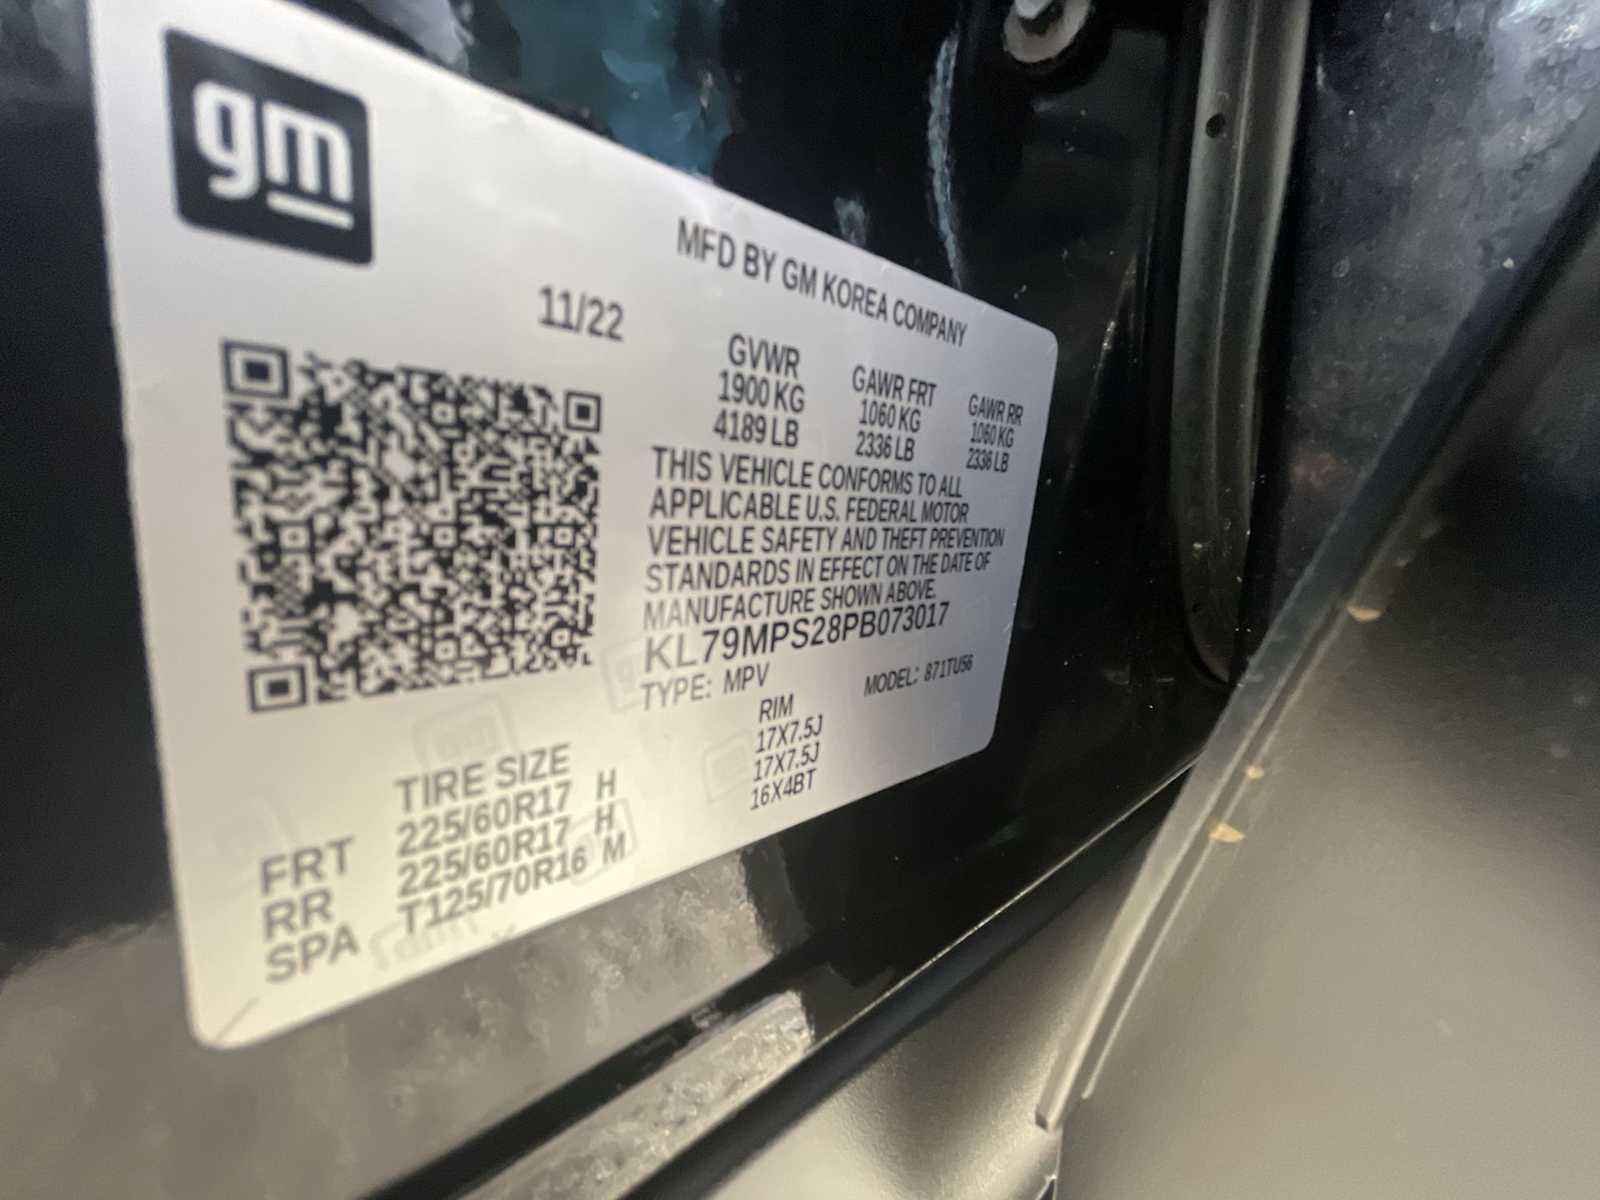 gm
MFD BY GM KOREA COMPANY
11/22
GVWR GAWR FRT GAWR RR
1900 KG 1060 KG 1060 KG
4189 LB 2336 LB 2336 LB
THIS VEHICLE CONFORMS TO ALL
APPLICABLE U.S. FEDERAL MOTOR
VEHICLE SAFETY AND THEFT PREVENTION
STANDARDS IN EFFECT ON THE DATE OF
MANUFACTURE SHOWN ABOVE.
KL79MPS28PB073017
TYPE: MPV MODEL: 871TU56
TIRE SIZE RIM
FRT 225/60R17 H 17X7.5J
RR 225/60R17 H 17X7.5J
SPA T125/70R16 M 16X4BT